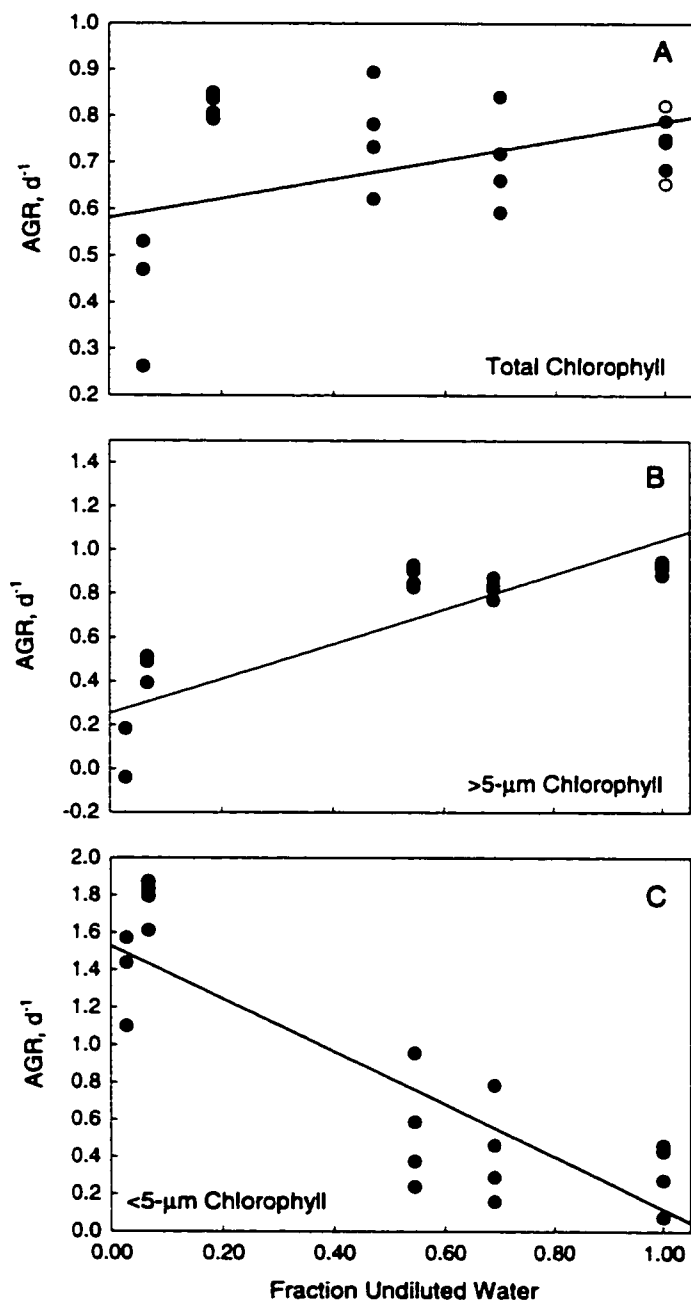 A
1.0
0.9
0.8
0.7
0.6
0.5
0.4
0.3
0.2
AGR, d⁻¹
Total Chlorophyll
B
1.4
1.2
1.0
0.8
0.6
0.4
0.2
0.0
-0.2
AGR, d⁻¹
>5-µm Chlorophyll
C
2.0
1.8
1.6
1.4
1.2
1.0
0.8
0.6
0.4
0.2
0.0
AGR, d⁻¹
<5-µm Chlorophyll
0.00 0.20 0.40 0.60 0.80 1.00
Fraction Undiluted Water